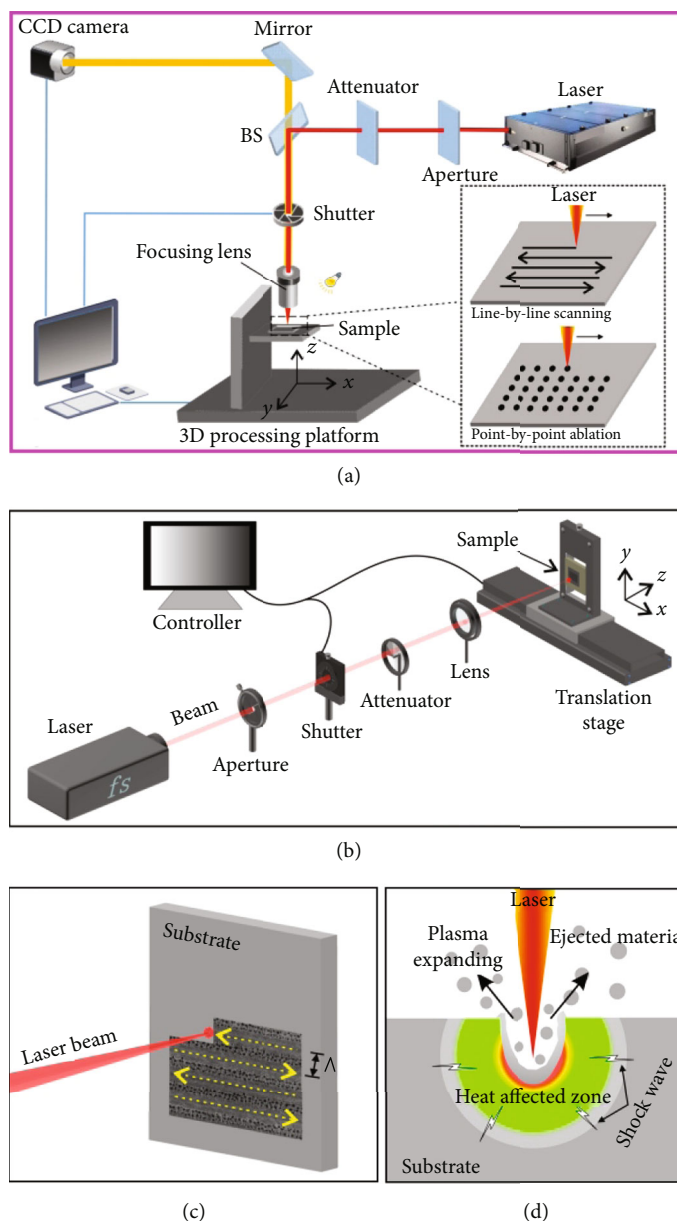 CCD camera
Mirror
Attenuator
Laser
BS
Aperture
Shutter
Laser
Focusing lens
Line-by-line scanning
Sample
z
x
y
3D processing platform
Point-by-point ablation
(a)
Sample
y
z
x
Controller
Lens
Attenuator
Translation
stage
Beam
Shutter
Laser
Aperture
fs
(b)
Substrate
Laser beam
Λ
(c)
Laser
Plasma
expanding
Ejected material
Heat affected zone
Shock wave
Substrate
(d)